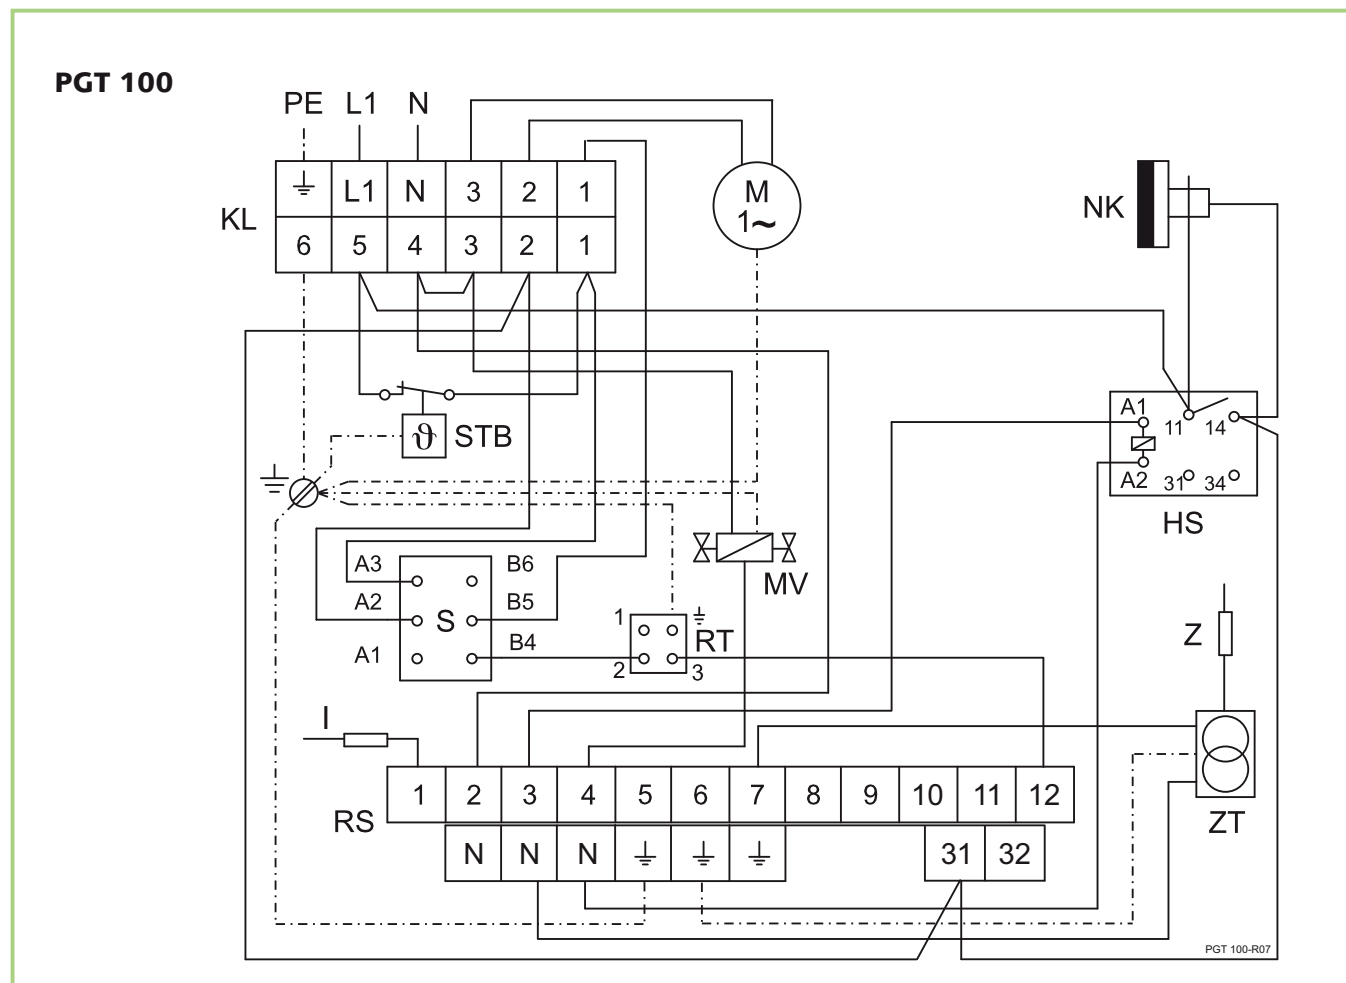 PGT 100
PE L1 N
L1 N 3 2 1
KL
6 5 4 3 2 1
M
1~
NK
STB
ϑ
A1
11 14
A2 31 34
HS
MV
A3 B6
A2 S B5
A1 B4
1 RT
2 3
Z
I
1 2 3 4 5 6 7 8 9 10 11 12
RS
ZT
N N N 31 32
PGT 100-R07